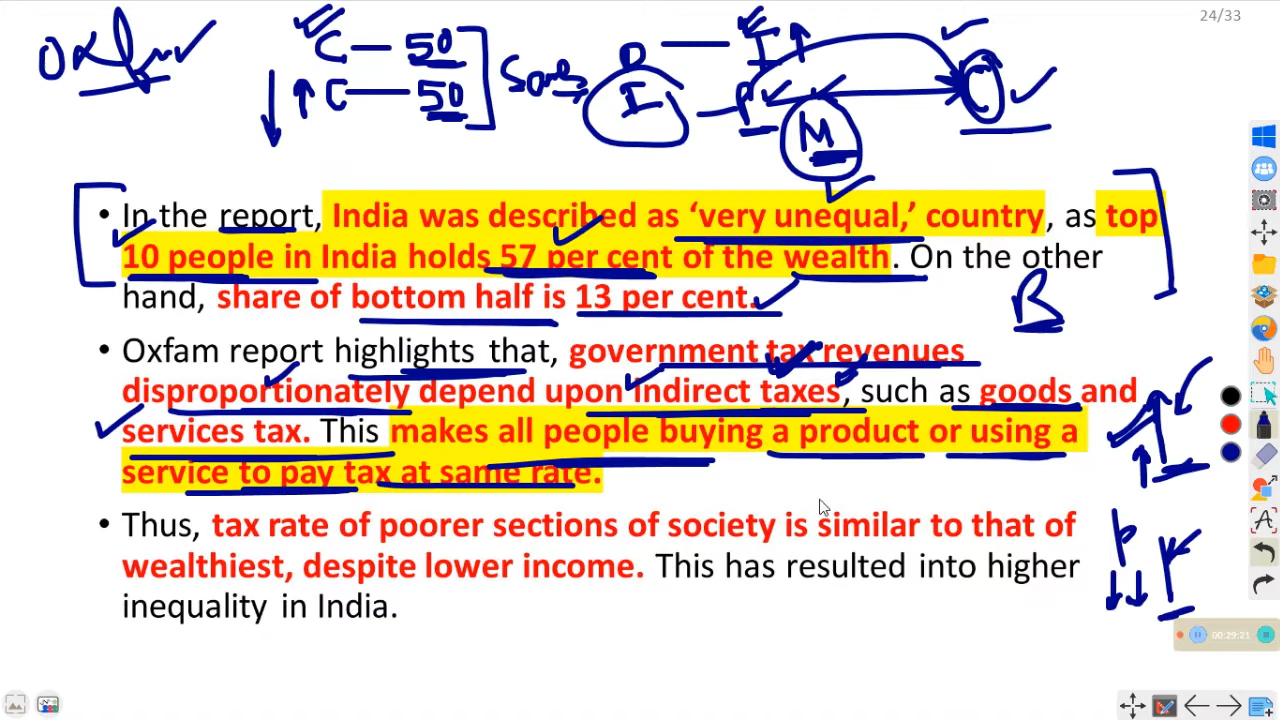 24/33
Oxfam
C — 50
↑ C — 50
Same
D — I ↑
I — P
C
M
• In the report, India was described as ‘very unequal,’ country, as top
10 people in India holds 57 per cent of the wealth. On the other
hand, share of bottom half is 13 per cent.
B
• Oxfam report highlights that, government tax revenues
disproportionately depend upon indirect taxes, such as goods and
services tax. This makes all people buying a product or using a
service to pay tax at same rate.
• Thus, tax rate of poorer sections of society is similar to that of
wealthiest, despite lower income. This has resulted into higher
inequality in India.
P
00:29:21
A